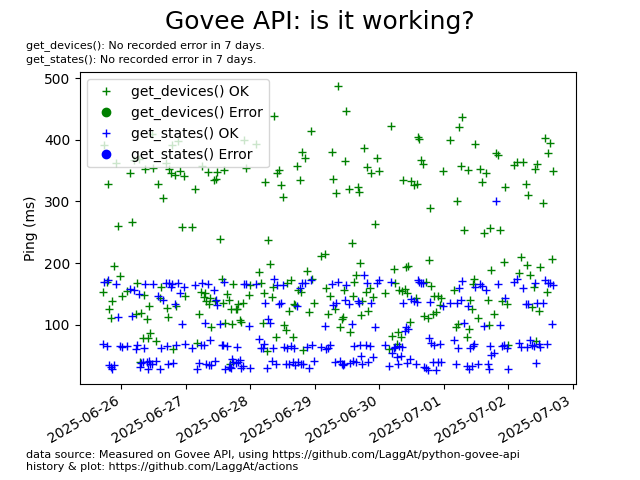 Govee API: is it working?
get_devices(): No recorded error in 7 days.
get_states(): No recorded error in 7 days.
500
400
300
200
100
Ping (ms)
get_devices() OK
get_devices() Error
get_states() OK
get_states() Error
2025-06-26
2025-06-27
2025-06-28
2025-06-29
2025-06-30
2025-07-01
2025-07-02
2025-07-03
data source: Measured on Govee API, using https://github.com/LaggAt/python-govee-api
history & plot: https://github.com/LaggAt/actions